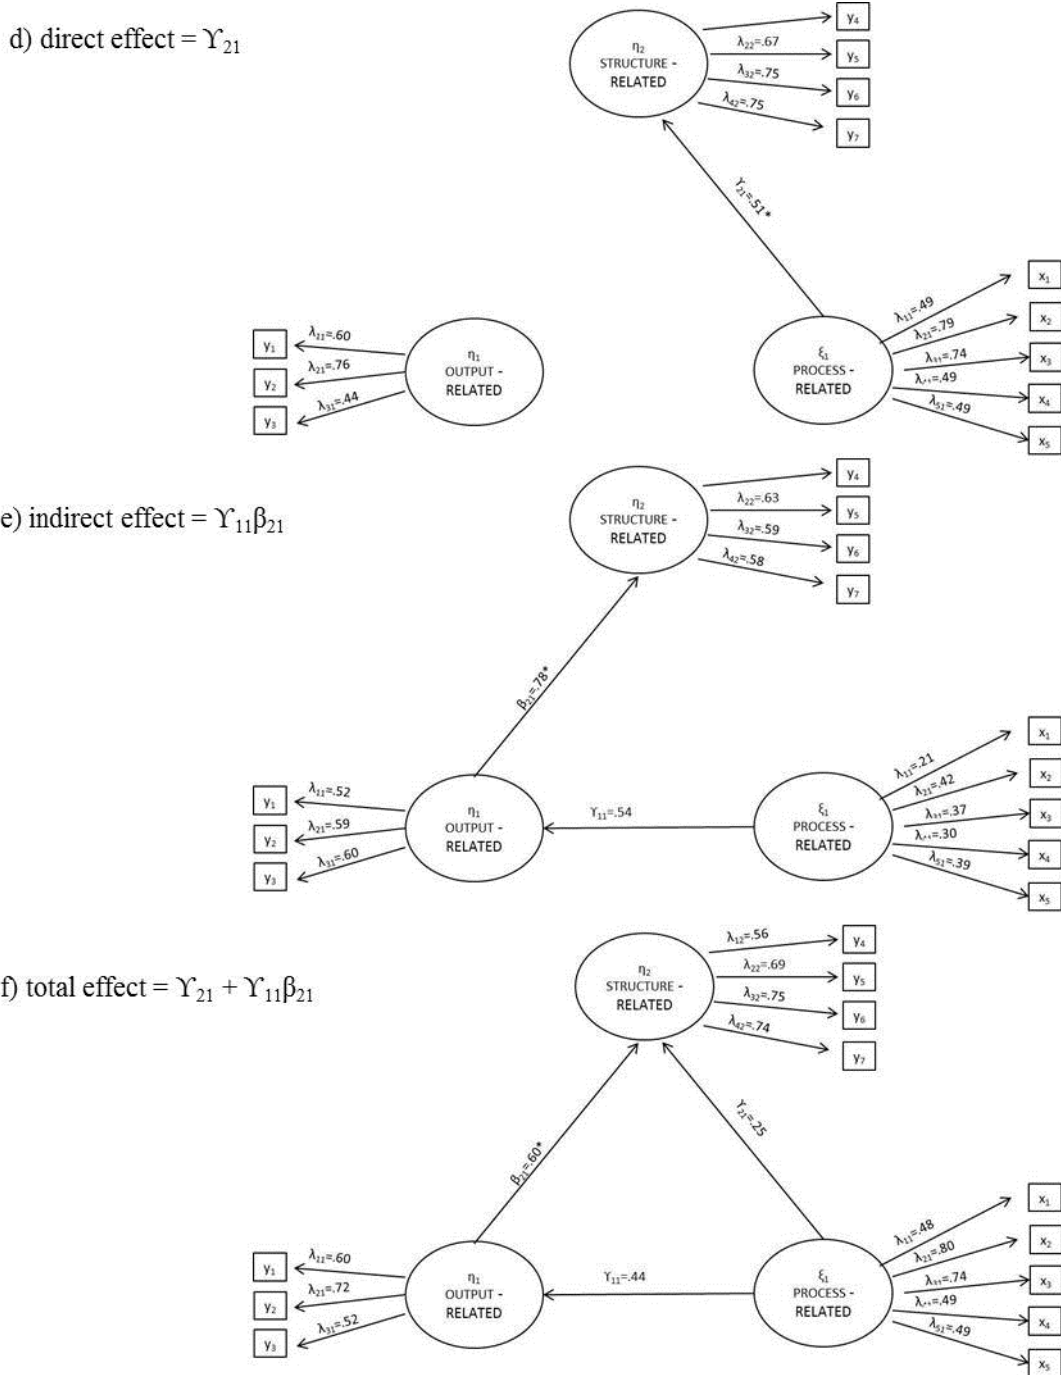 d) direct effect = ϒ₂₁
η₂
STRUCTURE -
RELATED
λ₂₂=.67
λ₃₂=.75
λ₄₂=.75
y₄
y₅
y₆
y₇
ϒ₂₁=.51*
y₁
y₂
y₃
λ₁₁=.60
λ₂₁=.76
λ₃₁=.44
η₁
OUTPUT -
RELATED
ξ₁
PROCESS -
RELATED
λ₁₁=.49
λ₂₁=.79
λ₃₁=.74
λ₄₁=.49
λ₅₁=.49
x₁
x₂
x₃
x₄
x₅
e) indirect effect = ϒ₁₁β₂₁
η₂
STRUCTURE -
RELATED
λ₂₂=.63
λ₃₂=.59
λ₄₂=.58
y₄
y₅
y₆
y₇
β₂₁=.78*
y₁
y₂
y₃
λ₁₁=.52
λ₂₁=.59
λ₃₁=.60
η₁
OUTPUT -
RELATED
ϒ₁₁=.54
ξ₁
PROCESS -
RELATED
λ₁₁=.21
λ₂₁=.42
λ₃₁=.37
λ₄₁=.30
λ₅₁=.39
x₁
x₂
x₃
x₄
x₅
f) total effect = ϒ₂₁ + ϒ₁₁β₂₁
η₂
STRUCTURE -
RELATED
λ₁₂=.56
λ₂₂=.69
λ₃₂=.75
λ₄₂=.74
y₄
y₅
y₆
y₇
β₂₁=.60*
ϒ₂₁=.25
y₁
y₂
y₃
λ₁₁=.60
λ₂₁=.72
λ₃₁=.52
η₁
OUTPUT -
RELATED
ϒ₁₁=.44
ξ₁
PROCESS -
RELATED
λ₁₁=.48
λ₂₁=.80
λ₃₁=.74
λ₄₁=.49
λ₅₁=.49
x₁
x₂
x₃
x₄
x₅